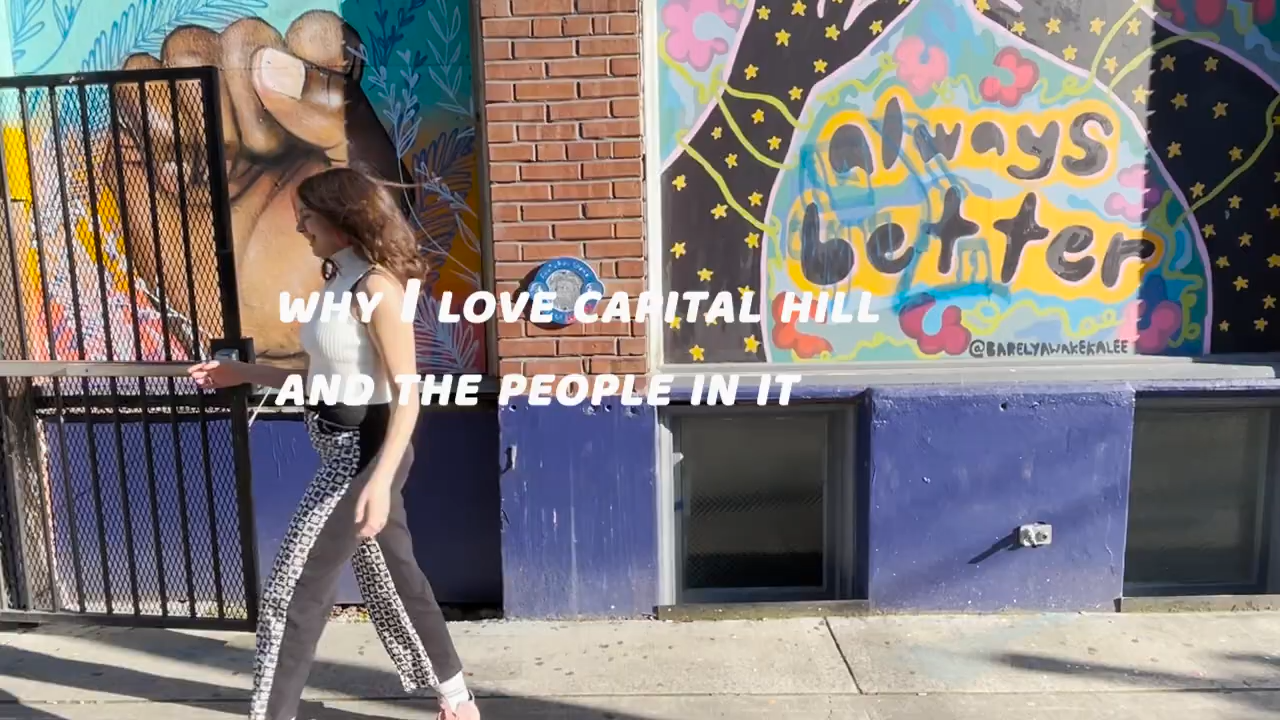 always
better
@BARELYAWAKEKALEE
WHY I LOVE CAPITAL HILL
AND THE PEOPLE IN IT